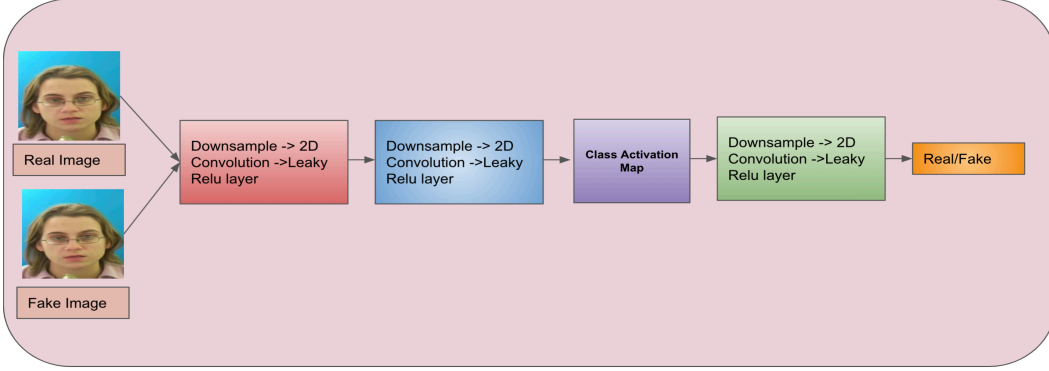 Real Image
Fake Image
Downsample -> 2D
Convolution ->Leaky
Relu layer
Downsample -> 2D
Convolution ->Leaky
Relu layer
Class Activation
Map
Downsample -> 2D
Convolution ->Leaky
Relu layer
Real/Fake